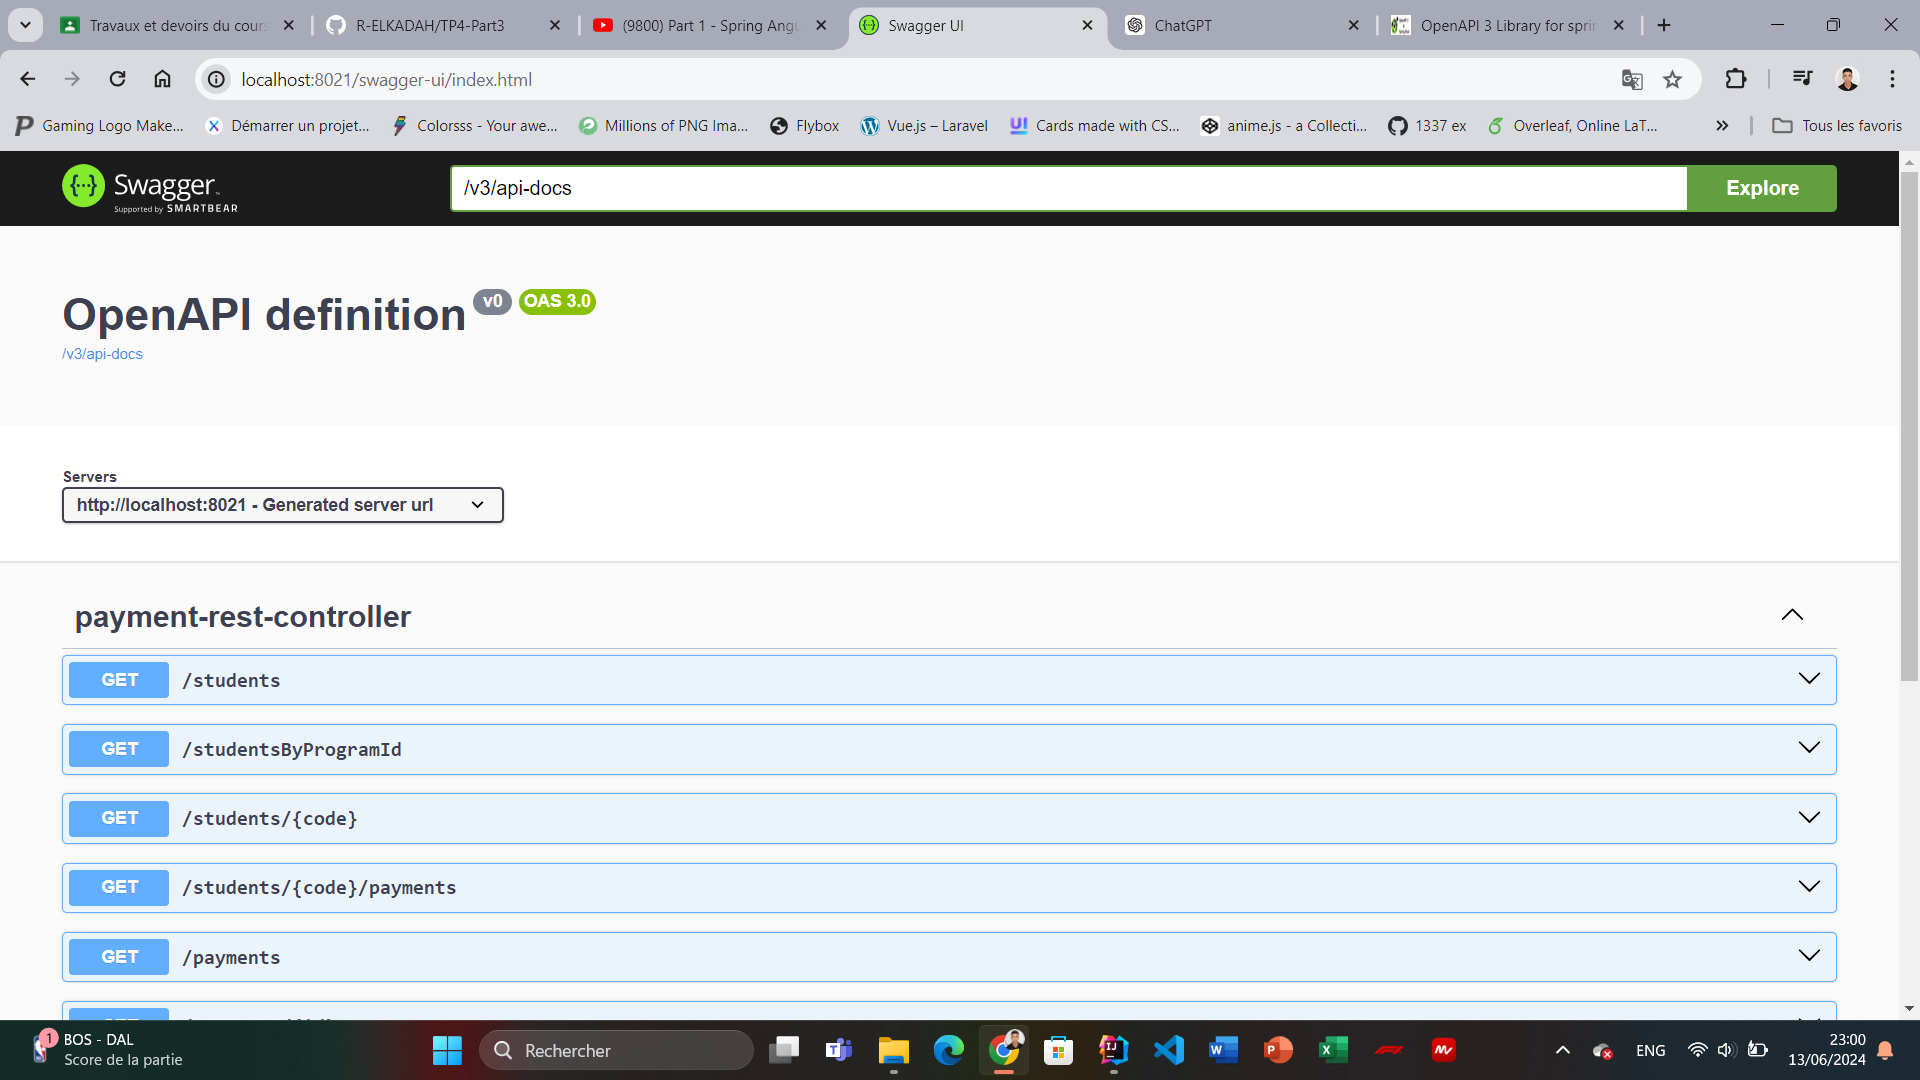 Travaux et devoirs du cours
R-ELKADAH/TP4-Part3
(9800) Part 1 - Spring Angu
Swagger UI
ChatGPT
OpenAPI 3 Library for sprin
localhost:8021/swagger-ui/index.html
Gaming Logo Make...
Démarrer un projet...
Colorsss - Your awe...
Millions of PNG Ima...
Flybox
Vue.js – Laravel
Cards made with CS...
anime.js - a Collecti...
1337 ex
Overleaf, Online LaT...
Tous les favoris
Swagger
Supported by SMARTBEAR
/v3/api-docs
Explore
OpenAPI definition v0 OAS 3.0
/v3/api-docs
Servers
http://localhost:8021 - Generated server url
payment-rest-controller
GET /students
GET /studentsByProgramId
GET /students/{code}
GET /students/{code}/payments
GET /payments
1
BOS - DAL
Score de la partie
Rechercher
ENG
23:00
13/06/2024